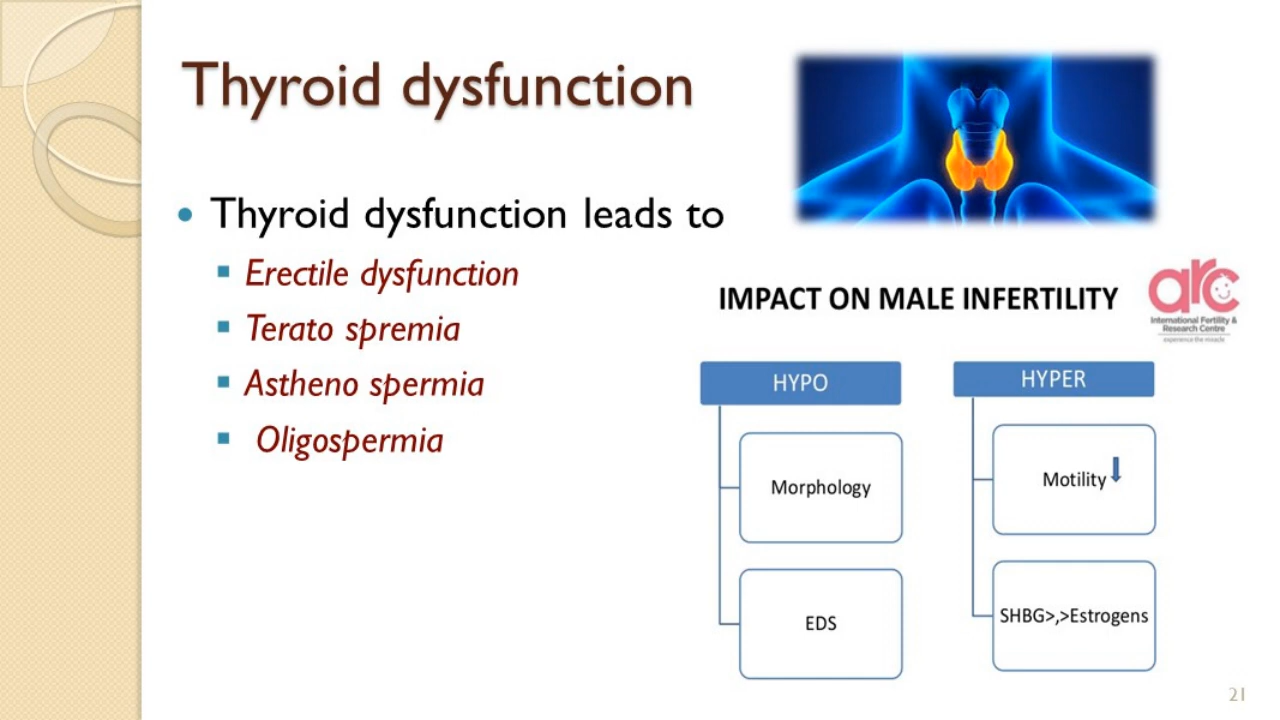 Thyroid dysfunction
Thyroid dysfunction leads to
Erectile dysfunction
Terato spremia
Astheno spermia
Oligospermia
IMPACT ON MALE INFERTILITY
arc
International Fertility &
Research Centre
experience the miracle
HYPO
HYPER
Morphology
Motility
EDS
SHBG>,>Estrogens
21